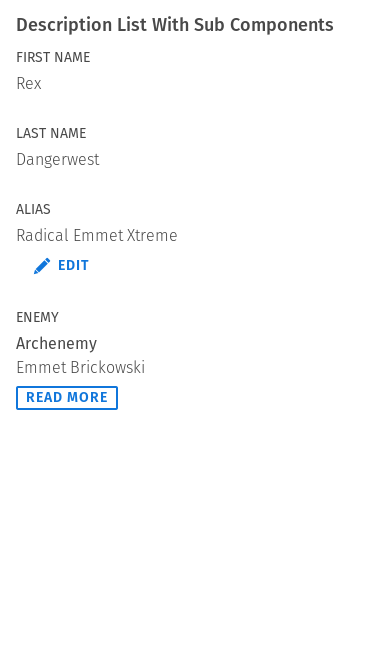 Description List With Sub Components
FIRST NAME
Rex
LAST NAME
Dangerwest
ALIAS
Radical Emmet Xtreme
EDIT
ENEMY
Archenemy
Emmet Brickowski
READ MORE